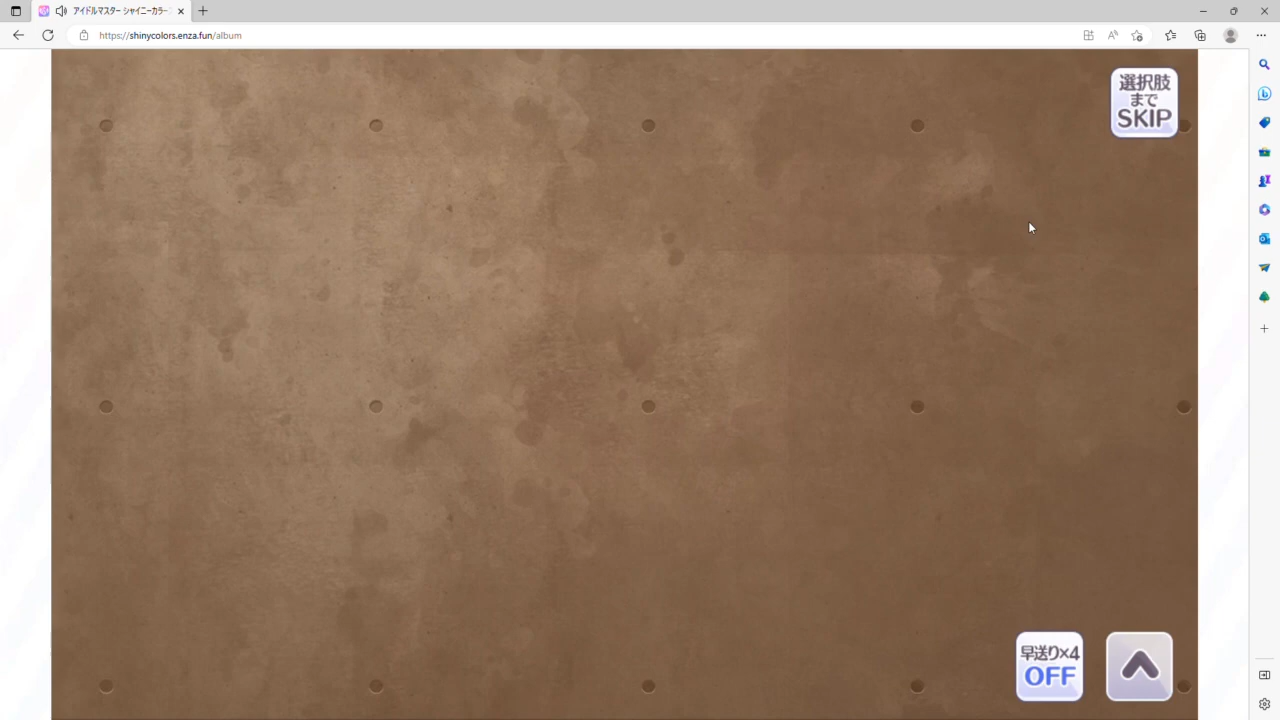 アイドルマスター シャイニーカラー
https://shinycolors.enza.fun/album
選択肢
まで
SKIP
早送り×4
OFF